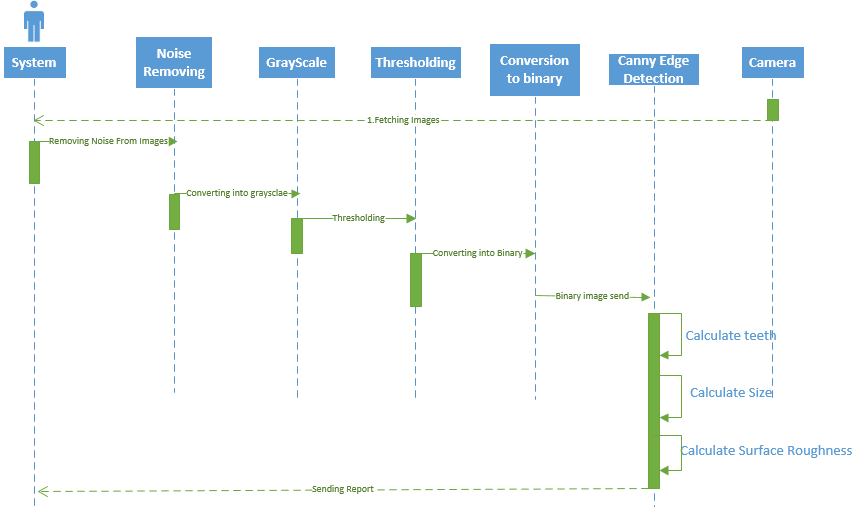 System
Noise
Removing
GrayScale
Thresholding
Conversion
to binary
Canny Edge
Detection
Camera
1.Fetching Images
Removing Noise From Images
Converting into graysclae
Thresholding
Converting into Binary
Binary image send
Calculate teeth
Calculate Size
Calculate Surface Roughness
Sending Report